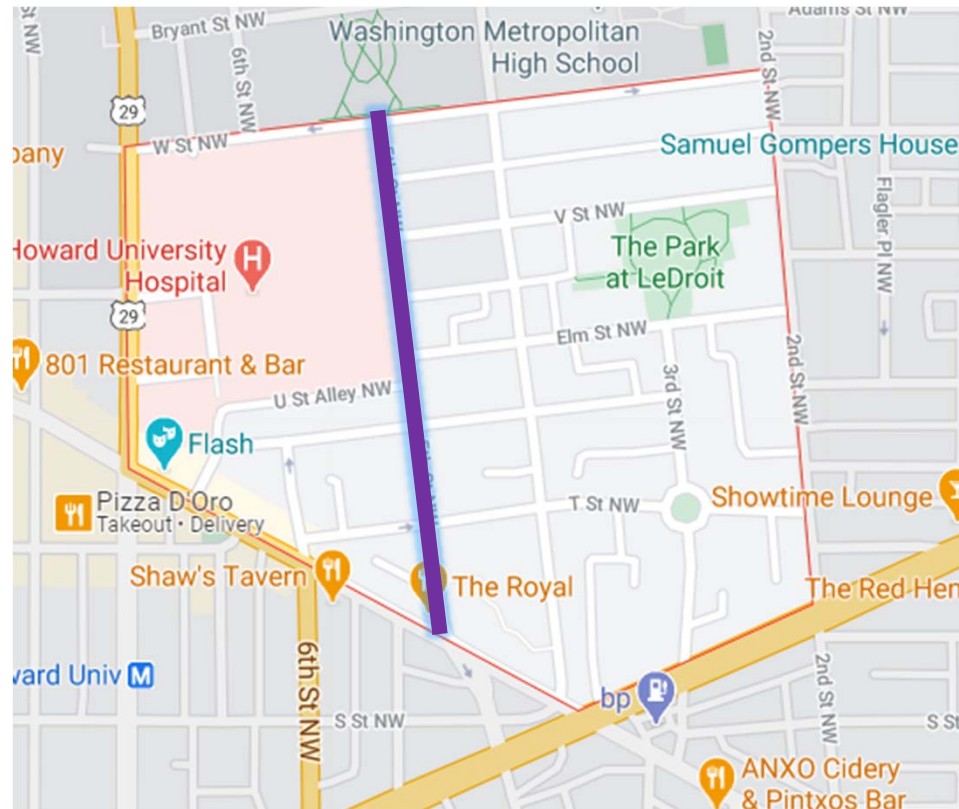 St NW
Bryant St NW
6th St NW
Washington Metropolitan
High School
Adams St NW
2nd St NW
29
W St NW
Samuel Gompers House
Howard University
Hospital
H
V St NW
The Park
at LeDroit
Flagler Pl NW
29
Elm St NW
801 Restaurant & Bar
U St Alley NW
3rd St NW
2nd St NW
Flash
Pizza D'Oro
Takeout • Delivery
T St NW
Showtime Lounge
Shaw's Tavern
The Royal
The Red Hen
6th St NW
ward Univ M
bp
2nd St NW
S St NW
S St
ANXO Cidery
& Pintxos Bar